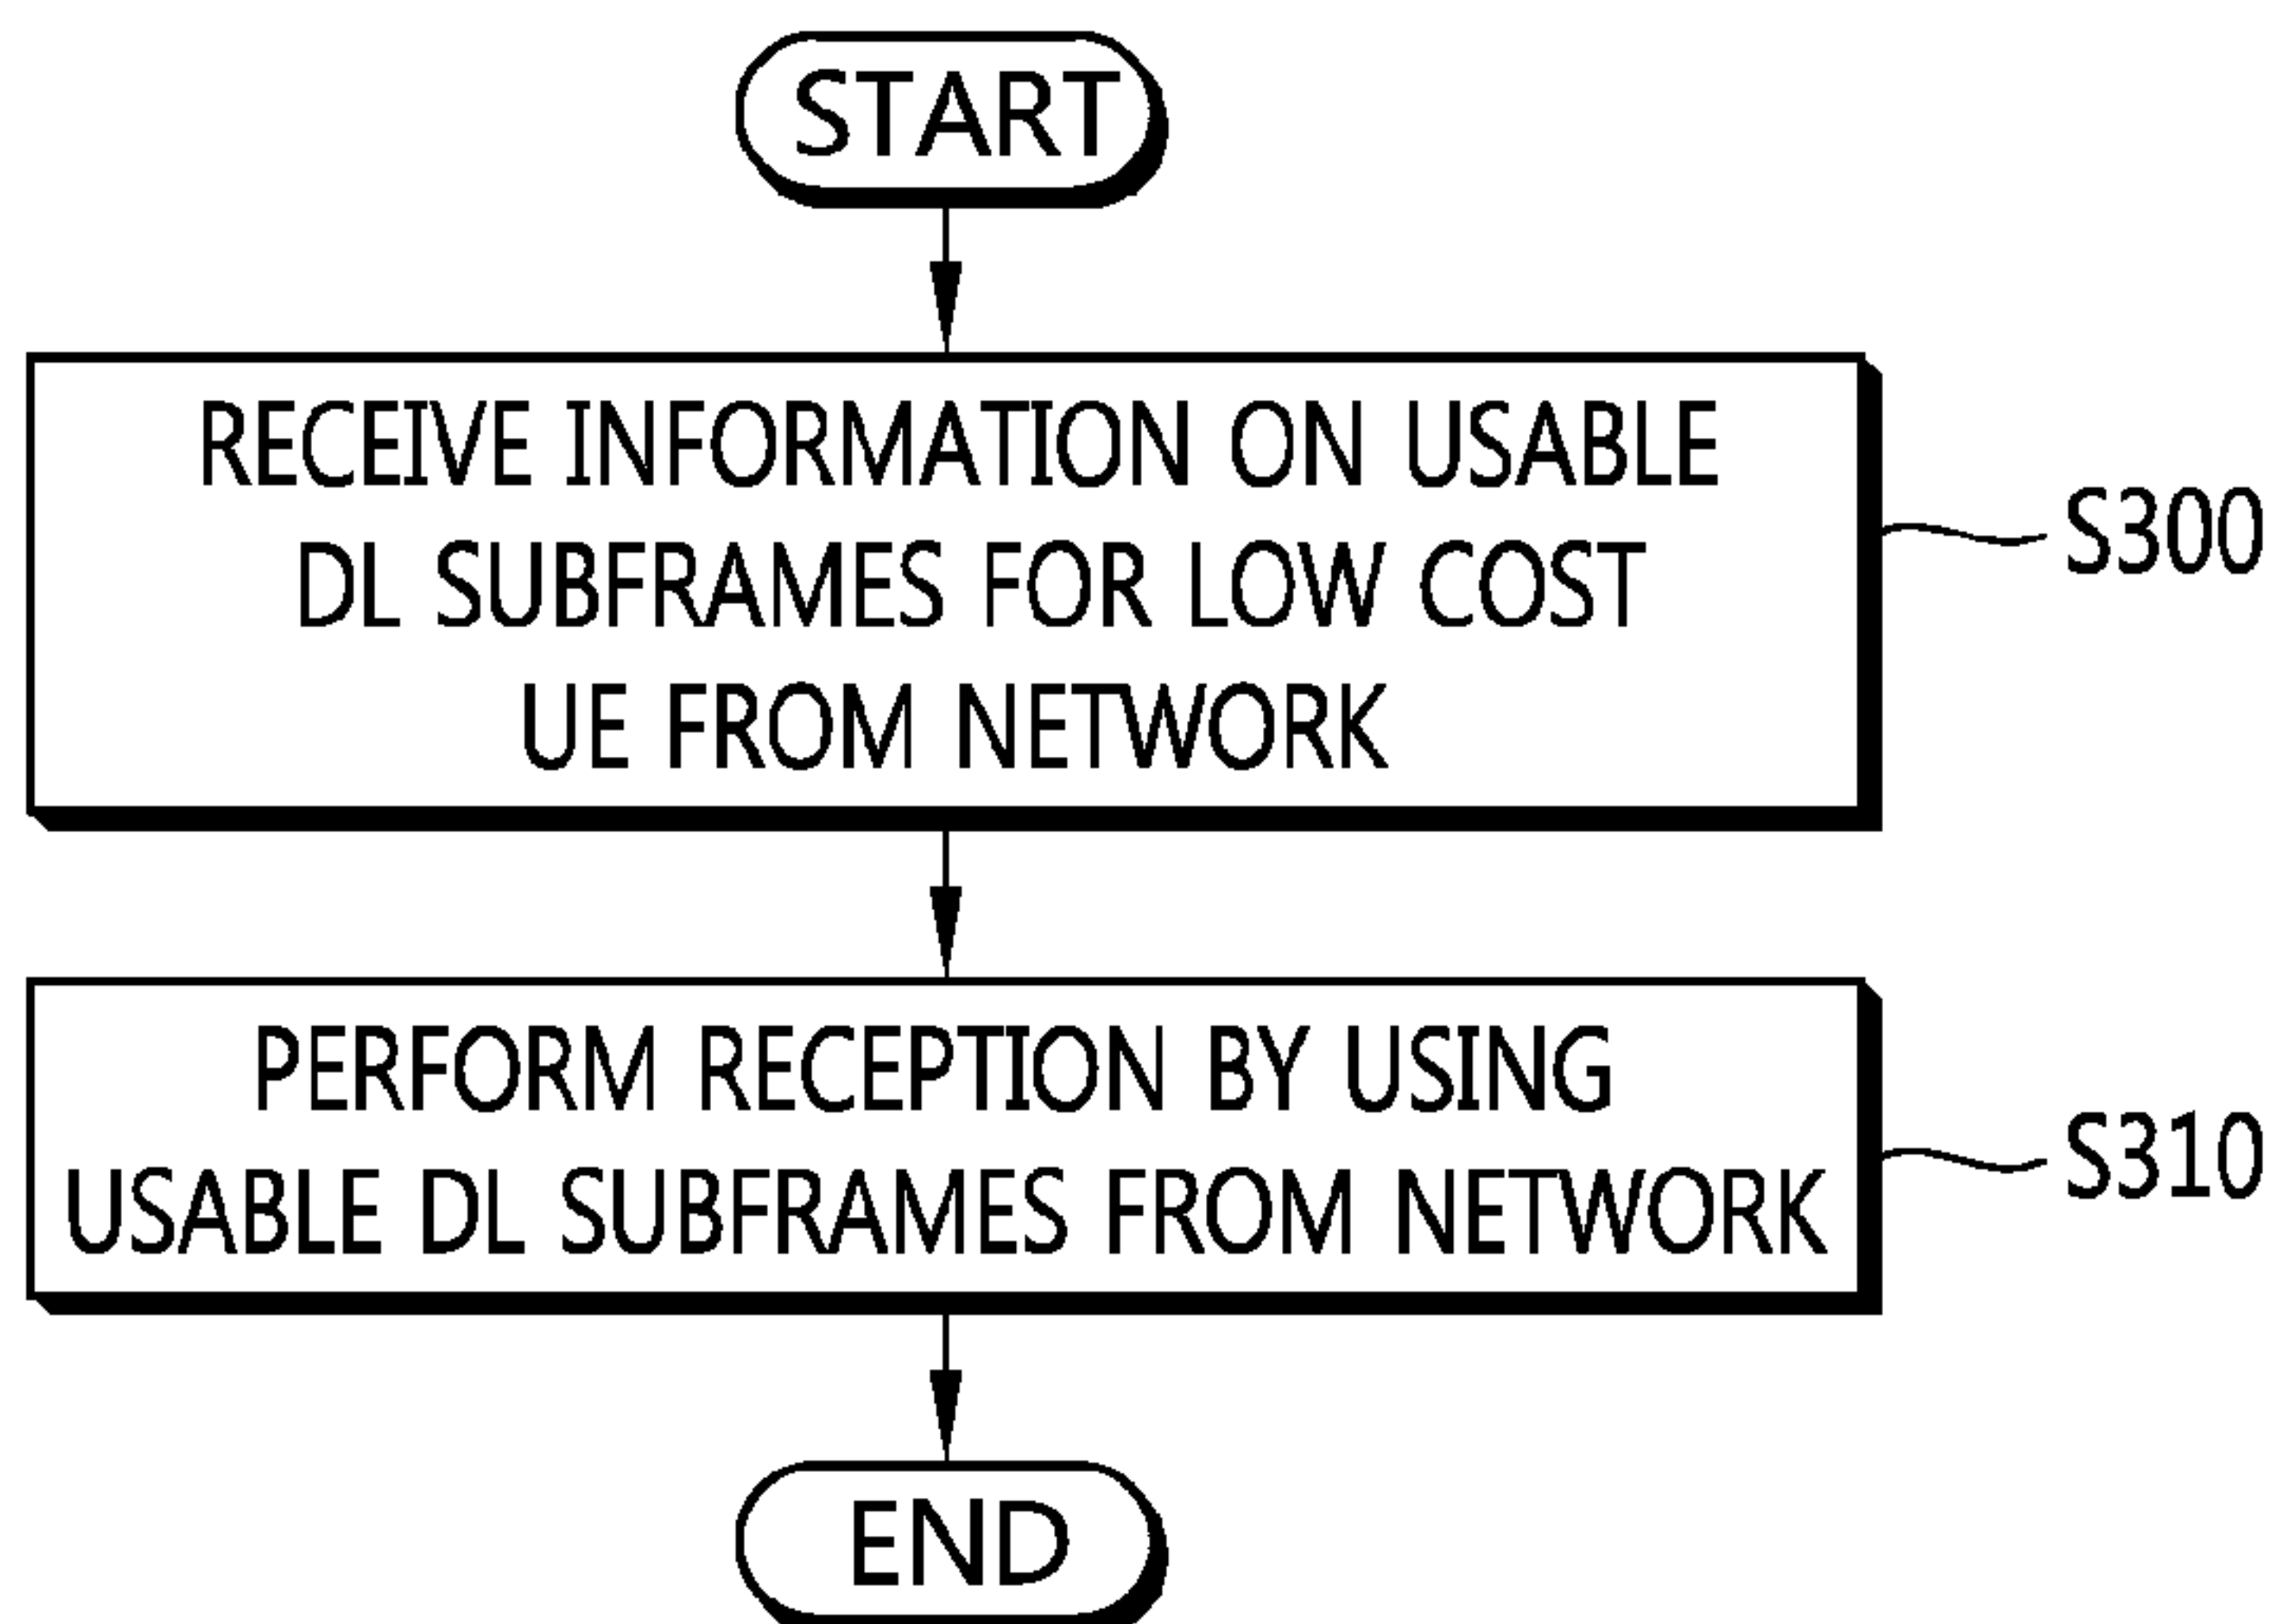 START
RECEIVE INFORMATION ON USABLE
DL SUBFRAMES FOR LOW COST
UE FROM NETWORK
S300
PERFORM RECEPTION BY USING
USABLE DL SUBFRAMES FROM NETWORK
S310
END